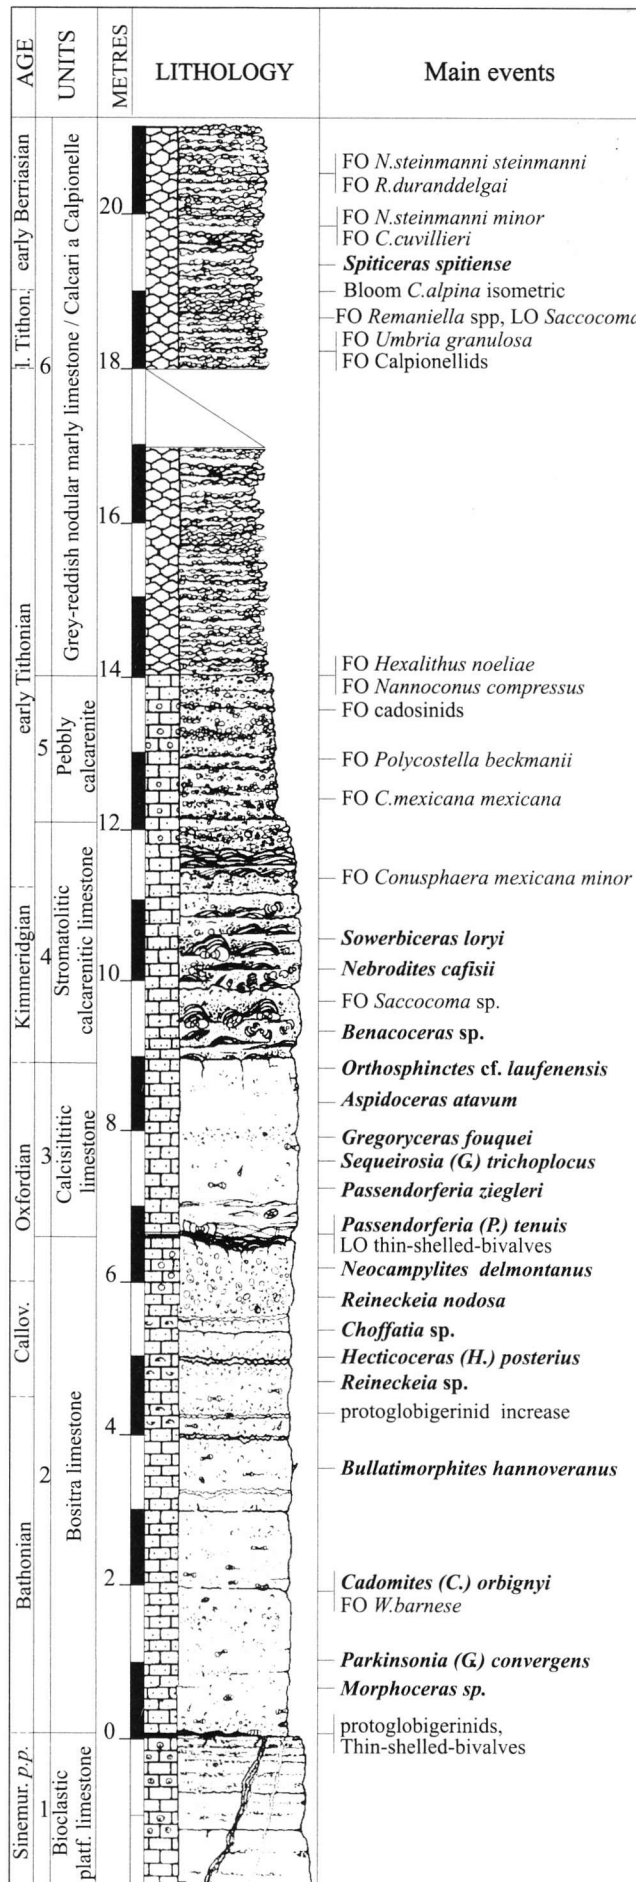 AGE
UNITS
METRES
LITHOLOGY
Main events
early Berriasian
l. Tithon.
early Tithonian
Kimmeridgian
Oxfordian
Callov.
Bathonian
Sinemur. p.p.
6
Grey-reddish nodular marly limestone / Calcari a Calpionelle
5
Pebbly
calcarenite
4
Stromatolitic
calcarenitic limestone
3
Calcisiltitic
limestone
2
Bositra limestone
1
Bioclastic
platf. limestone
20
18
16
14
12
10
8
6
4
2
0
FO N.steinmanni steinmanni
FO R.duranddelgai
FO N.steinmanni minor
FO C.cuvillieri
Spiticeras spitiense
Bloom C.alpina isometric
FO Remaniella spp, LO Saccocoma
FO Umbria granulosa
FO Calpionellids
FO Hexalithus noeliae
FO Nannoconus compressus
FO cadosinids
FO Polycostella beckmanii
FO C.mexicana mexicana
FO Conusphaera mexicana minor
Sowerbiceras loryi
Nebrodites cafisii
FO Saccocoma sp.
Benacoceras sp.
Orthosphinctes cf. laufenensis
Aspidoceras atavum
Gregoryceras fouquei
Sequeirosia (G.) trichoplocus
Passendorferia ziegleri
Passendorferia (P.) tenuis
LO thin-shelled-bivalves
Neocampylites delmontanus
Reineckeia nodosa
Choffatia sp.
Hecticoceras (H.) posterius
Reineckeia sp.
protoglobigerinid increase
Bullatimorphites hannoveranus
Cadomites (C.) orbignyi
FO W.barnese
Parkinsonia (G.) convergens
Morphoceras sp.
protoglobigerinids,
Thin-shelled-bivalves